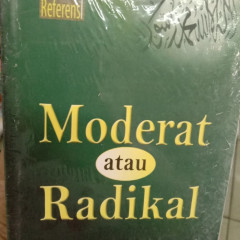 Referensi
Moderat
atau
Radikal